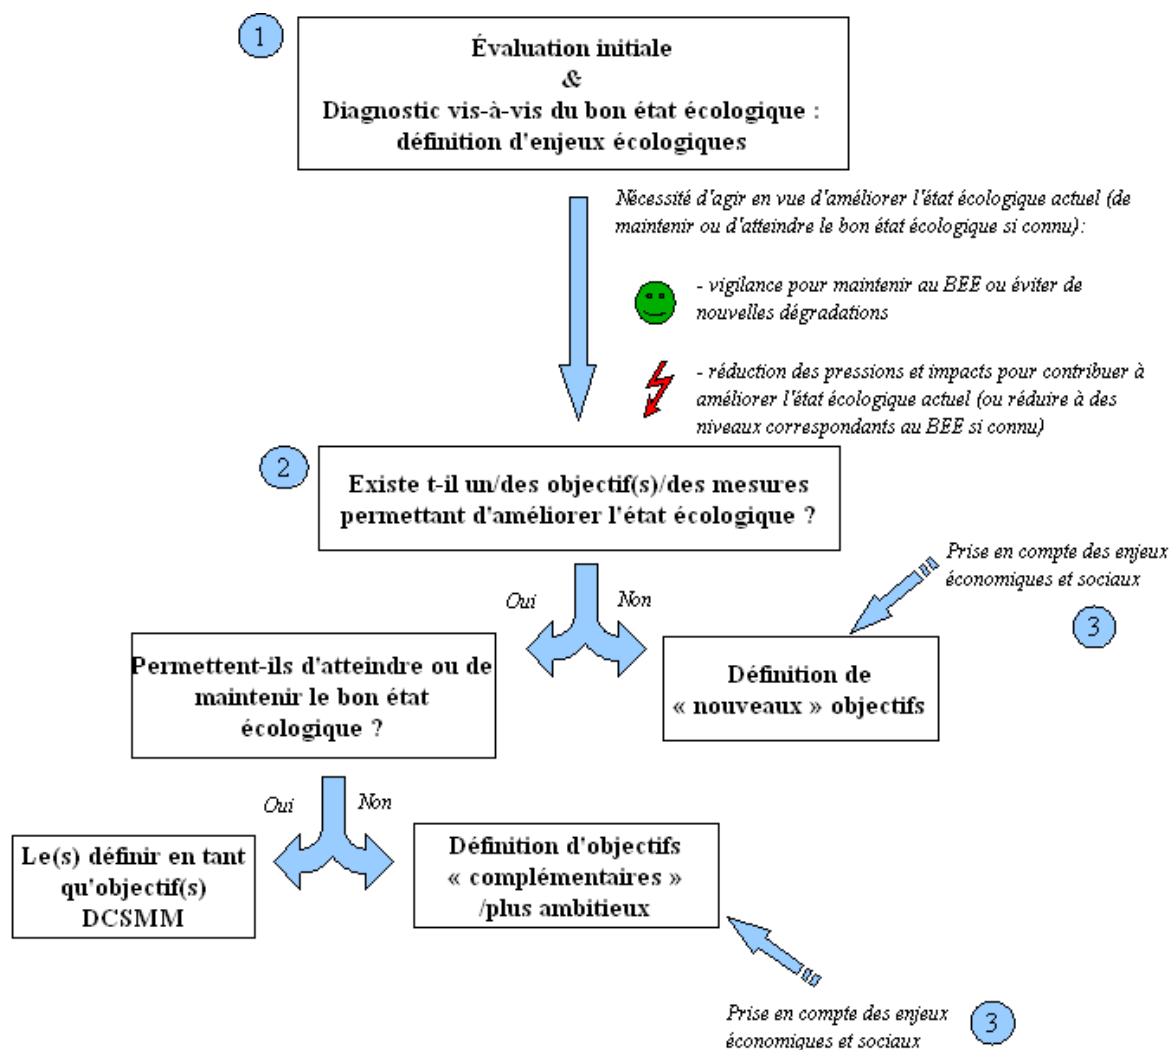 1
Évaluation initiale
&
Diagnostic vis-à-vis du bon état écologique :
définition d'enjeux écologiques
Nécessité d'agir en vue d'améliorer l'état écologique actuel (de
maintenir ou d'atteindre le bon état écologique si connu):
- vigilance pour maintenir au BEE ou éviter de
nouvelles dégradations
- réduction des pressions et impacts pour contribuer à
améliorer l'état écologique actuel (ou réduire à des
niveaux correspondants au BEE si connu)
2
Existe t-il un/des objectif(s)/des mesures
permettant d'améliorer l'état écologique ?
Prise en compte des enjeux
économiques et sociaux
3
Oui
Non
Permettent-ils d'atteindre ou de
maintenir le bon état
écologique ?
Définition de
« nouveaux » objectifs
Oui
Non
Le(s) définir en tant
qu'objectif(s)
DCSMM
Définition d'objectifs
« complémentaires »
/plus ambitieux
Prise en compte des enjeux
économiques et sociaux
3